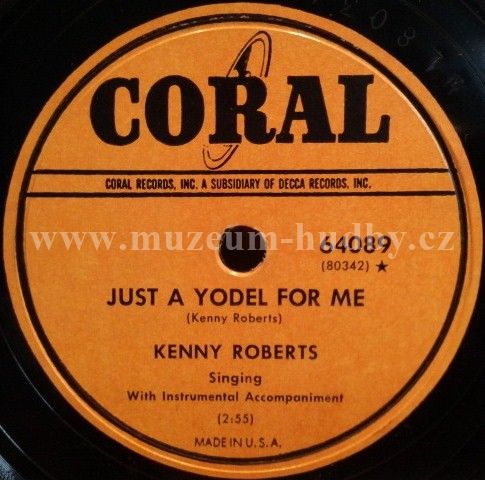 CORAL
CORAL RECORDS, INC. A SUBSIDIARY OF DECCA RECORDS, INC.
www.muzeum-hudby.cz
64089
(80342) ★
JUST A YODEL FOR ME
(Kenny Roberts)
KENNY ROBERTS
Singing
With Instrumental Accompaniment
(2:55)
MADE IN U.S.A.